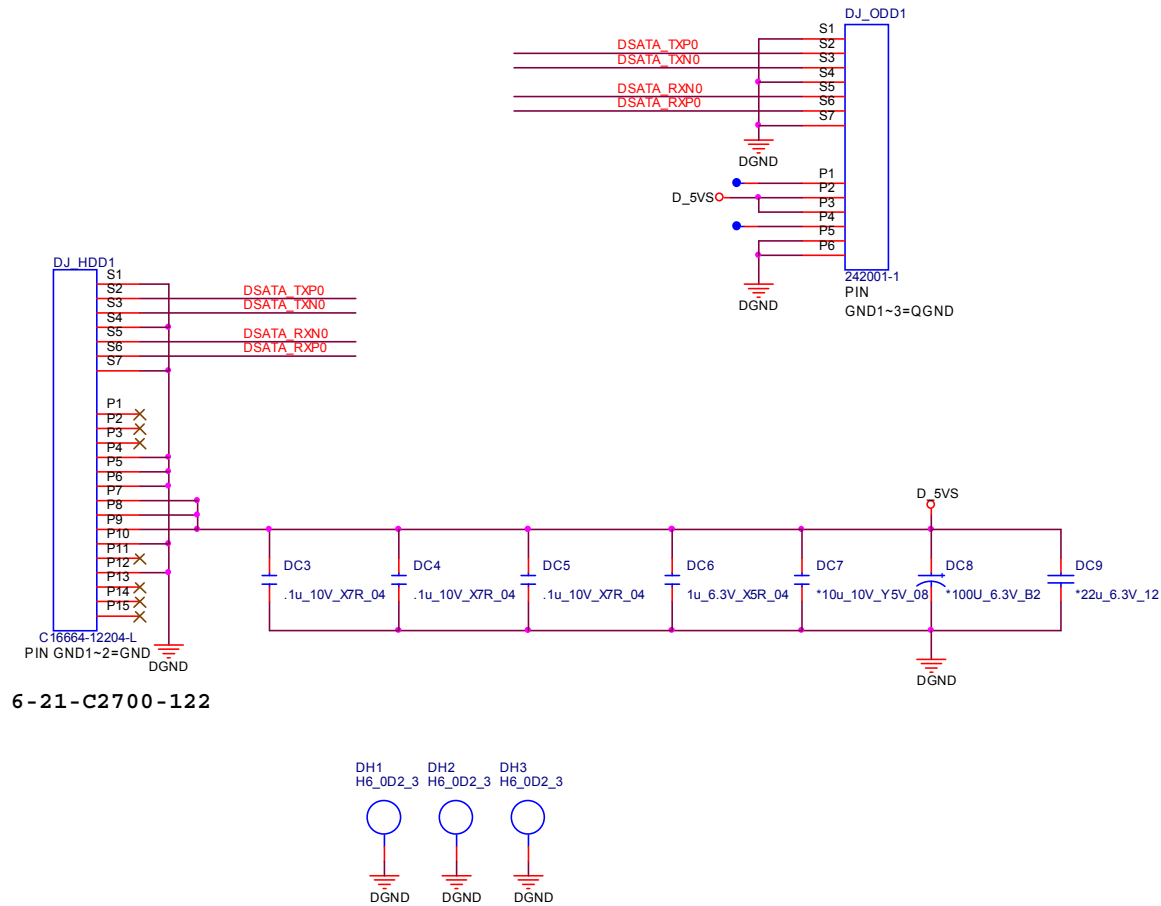 DJ_ODD1
S1
S2
S3
S4
S5
S6
S7
DSATA_TXP0
DSATA_TXN0
DSATA_RXN0
DSATA_RXP0
DGND
P1
P2
P3
P4
P5
P6
D_5VS
DGND
242001-1
PIN
GND1~3=QGND
DJ_HDD1
S1
S2
S3
S4
S5
S6
S7
DSATA_TXP0
DSATA_TXN0
DSATA_RXN0
DSATA_RXP0
P1
P2
P3
P4
P5
P6
P7
P8
P9
P10
P11
P12
P13
P14
P15
C16664-12204-L
PIN GND1~2=GND
DGND
6-21-C2700-122
D_5VS
DC3
.1u_10V_X7R_04
DC4
.1u_10V_X7R_04
DC5
.1u_10V_X7R_04
DC6
1u_6.3V_X5R_04
DC7
*10u_10V_Y5V_08
DC8
+
*100U_6.3V_B2
DC9
*22u_6.3V_12
DGND
DH1
H6_0D2_3
DH2
H6_0D2_3
DH3
H6_0D2_3
DGND
DGND
DGND